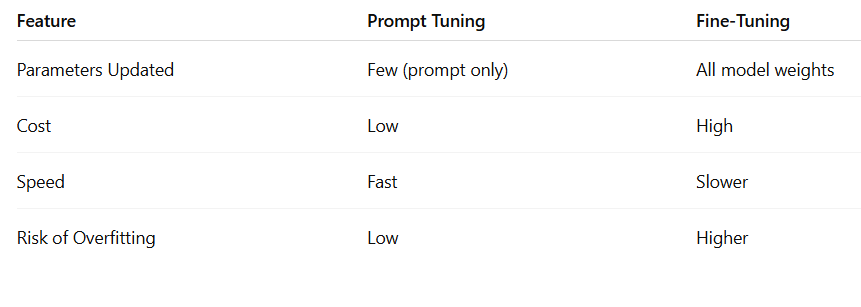 Feature Prompt Tuning Fine-Tuning
Parameters Updated Few (prompt only) All model weights
Cost Low High
Speed Fast Slower
Risk of Overfitting Low Higher